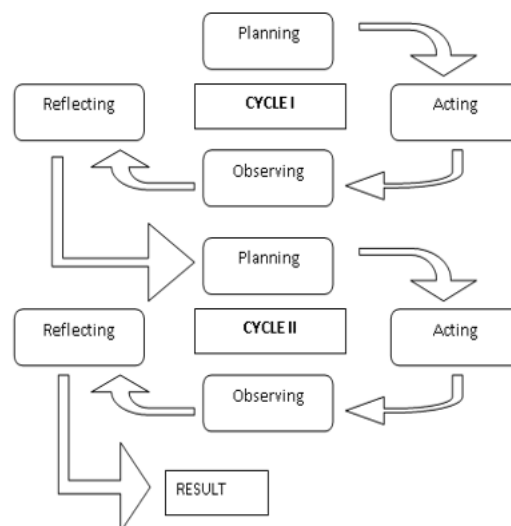 Planning
Reflecting
CYCLE I
Acting
Observing
Planning
Reflecting
CYCLE II
Acting
Observing
RESULT